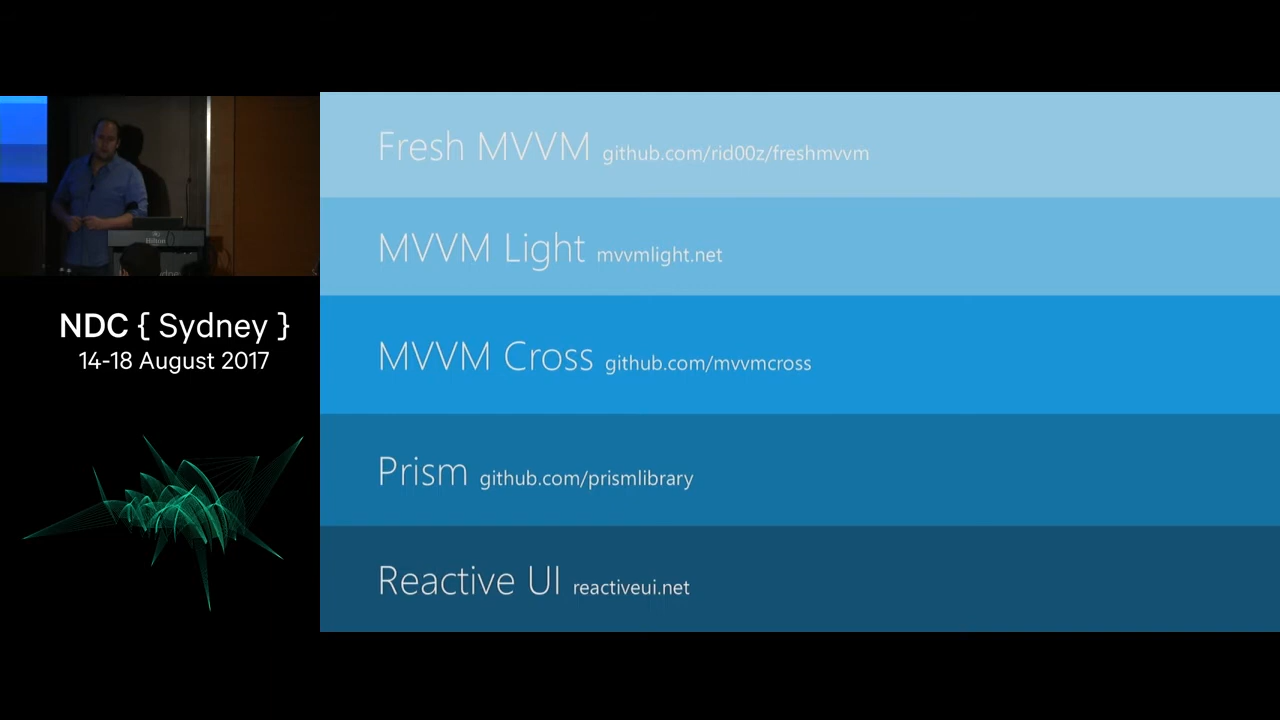 Hilton
NDC { Sydney }
14-18 August 2017
Fresh MVVM github.com/rid00z/freshmvvm
MVVM Light mvvmlight.net
MVVM Cross github.com/mvvmcross
Prism github.com/prismlibrary
Reactive UI reactiveui.net